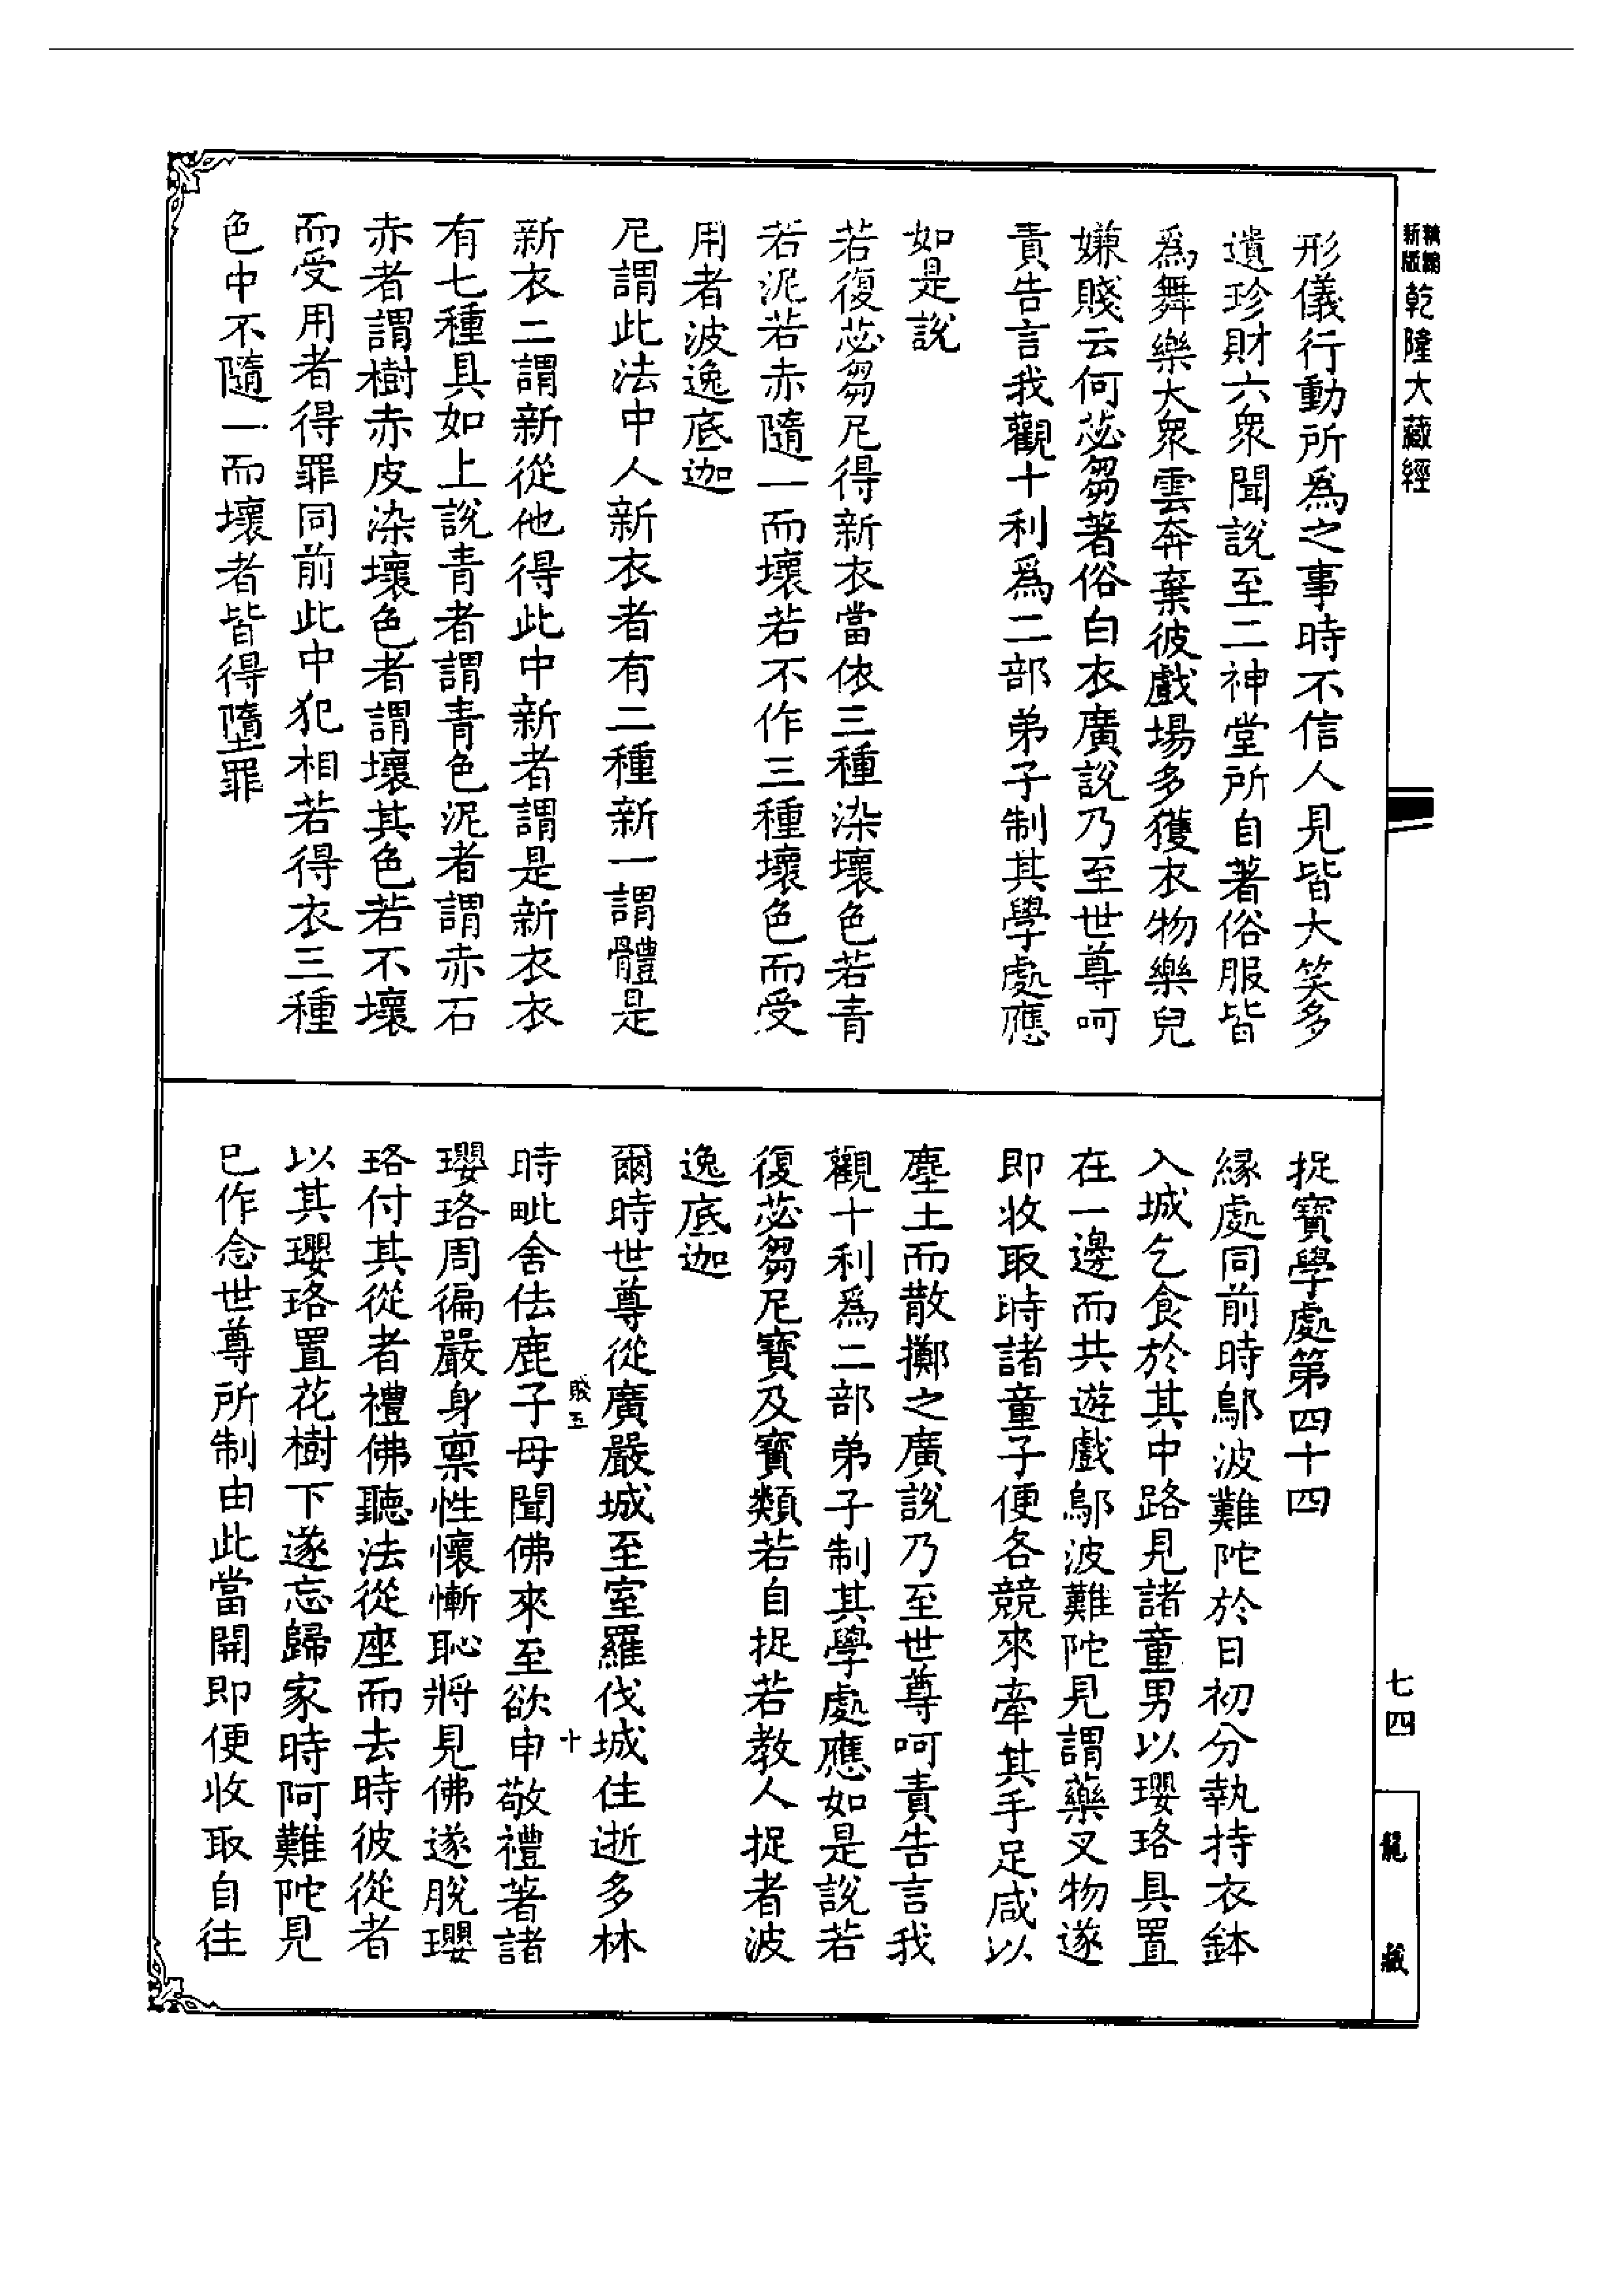 精縮新版乾隆大藏經
形儀行動所為之事時不信人見皆大笑多
遺珍財六衆聞說至二神堂所自著俗服皆
為舞樂大衆雲奔棄彼戲場多獲衣物樂兒
嫌賤云何苾芻著俗白衣廣說乃至世尊呵
責告言我觀十利為二部弟子制其學處應
如是說
若復苾芻尼得新衣當依三種染壞色若青
若泥若赤隨一而壞若不作三種壞色而受
用者波逸底迦
尼謂此法中人新衣者有二種新一謂體是
新衣二謂新從他得此中新者謂是新衣衣
有七種具如上說青者謂青色泥者謂赤石
赤者謂樹赤皮染壞色者謂壞其色若不壞
而受用者得罪同前此中犯相若得衣三種
色中不隨一而壞者皆得墮罪
捉寶學處第四十四
緣處同前時鄔波難陀於日初分執持衣鉢
入城乞食於其中路見諸童男以瓔珞具置
在一邊而共遊戲鄔波難陀見謂藥叉物遂
即收取時諸童子便各競來牽其手足咸以
塵土而散擲之廣說乃至世尊呵責告言我
觀十利為二部弟子制其學處應如是說若
復苾芻尼寶及寶類若自捉若教人捉者波
逸底迦
爾時世尊從廣嚴城至室羅伐城住逝多林
賤五
十
時毗舍佉鹿子母聞佛來至欲申敬禮著諸
瓔珞周徧嚴身稟性懷慚恥將見佛遂脫瓔
珞付其從者禮佛聽法從座而去時彼從者
以其瓔珞置花樹下遂忘歸家時阿難陀見
已作念世尊所制由此當開即便收取自往
七四
龍藏